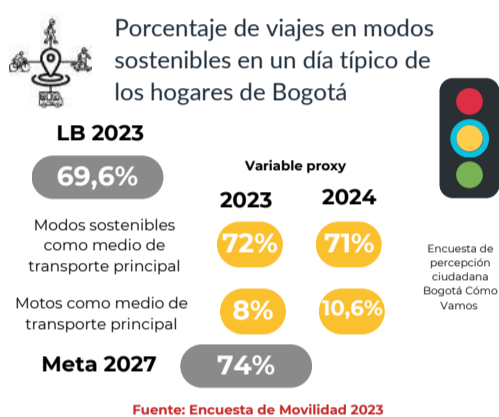 Porcentaje de viajes en modos
sostenibles en un día típico de
los hogares de Bogotá
LB 2023
69,6%
Variable proxy
2023
2024
Modos sostenibles
como medio de
transporte principal
72%
71%
Motos como medio de
transporte principal
8%
10,6%
Encuesta de
percepción
ciudadana
Bogotá Cómo
Vamos
Meta 2027
74%
Fuente: Encuesta de Movilidad 2023